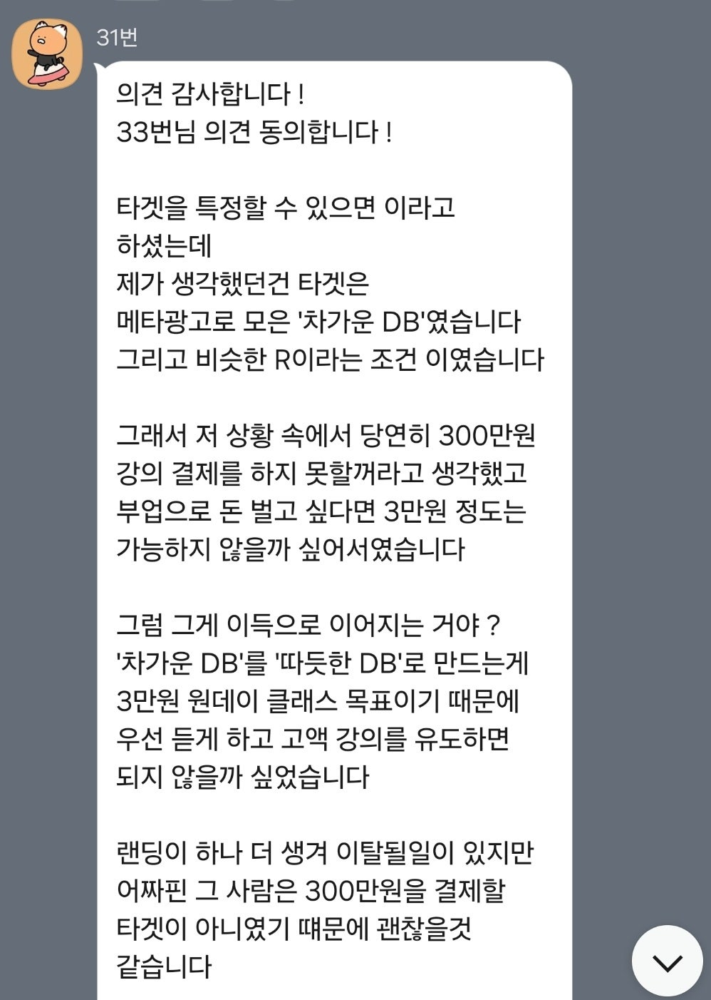 31번
의견 감사합니다 !
33번님 의견 동의합니다 !
타겟을 특정할 수 있으면 이라고
하셨는데
제가 생각했던건 타겟은
메타광고로 모은 '차가운 DB'였습니다
그리고 비슷한 R이라는 조건 이였습니다
그래서 저 상황 속에서 당연히 300만원
강의 결제를 하지 못할꺼라고 생각했고
부업으로 돈 벌고 싶다면 3만원 정도는
가능하지 않을까 싶어서였습니다
그럼 그게 이득으로 이어지는 거야 ?
'차가운 DB'를 '따듯한 DB'로 만드는게
3만원 원데이 클래스 목표이기 때문에
우선 듣게 하고 고액 강의를 유도하면
되지 않을까 싶었습니다
랜딩이 하나 더 생겨 이탈될일이 있지만
어짜핀 그 사람은 300만원을 결제할
타겟이 아니였기 떄문에 괜찮을것
같습니다